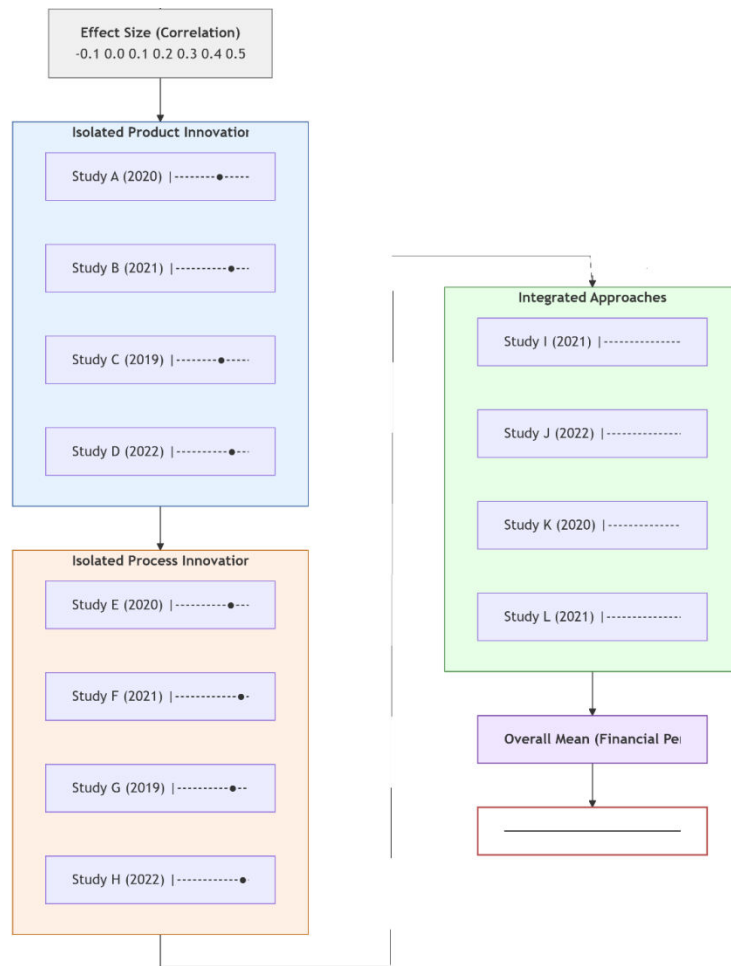 Effect Size (Correlation)
-0.1 0.0 0.1 0.2 0.3 0.4 0.5
Isolated Product Innovation
Study A (2020) |---------●-----
Study B (2021) |-----------●---
Study C (2019) |---------●-----
Study D (2022) |-----------●---
Isolated Process Innovation
Study E (2020) |-----------●---
Study F (2021) |-------------●-
Study G (2019) |-----------●---
Study H (2022) |-------------●
Integrated Approaches
Study I (2021) |---------------
Study J (2022) |---------------
Study K (2020) |---------------
Study L (2021) |---------------
Overall Mean (Financial Per